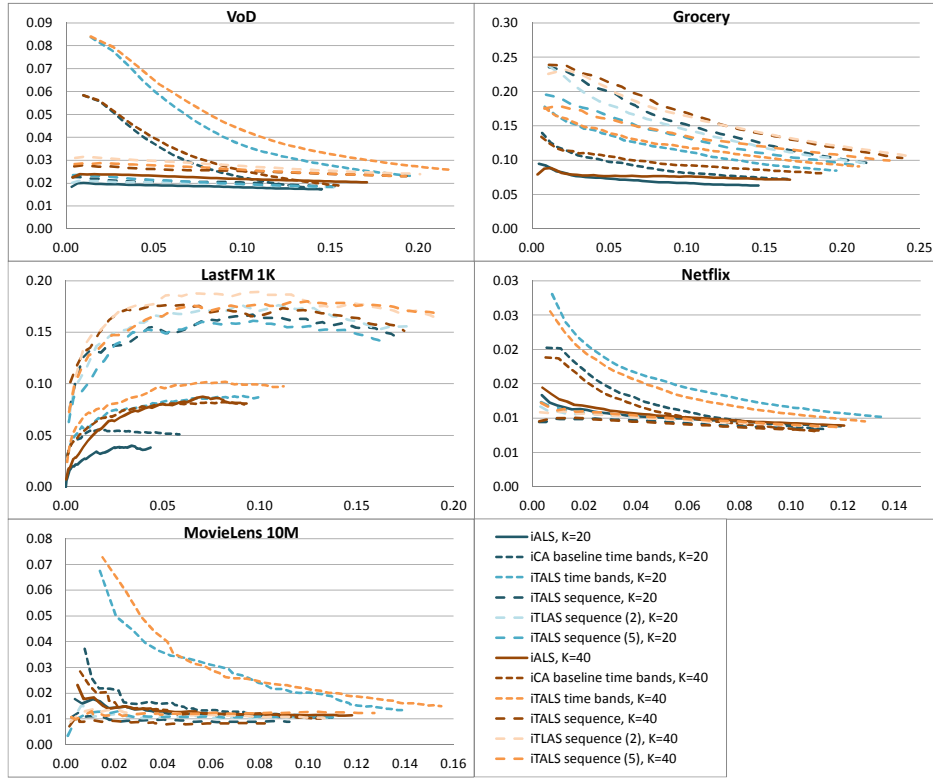 VoD
0.09
0.08
0.07
0.06
0.05
0.04
0.03
0.02
0.01
0.00
0.00 0.05 0.10 0.15 0.20
Grocery
0.30
0.25
0.20
0.15
0.10
0.05
0.00
0.00 0.05 0.10 0.15 0.20 0.25
LastFM 1K
0.20
0.15
0.10
0.05
0.00
0.00 0.05 0.10 0.15 0.20
Netflix
0.03
0.03
0.02
0.02
0.01
0.01
0.00
0.00 0.02 0.04 0.06 0.08 0.10 0.12 0.14
MovieLens 10M
0.08
0.07
0.06
0.05
0.04
0.03
0.02
0.01
0.00
0.00 0.02 0.04 0.06 0.08 0.10 0.12 0.14 0.16
iALS, K=20
iCA baseline time bands, K=20
iTALS time bands, K=20
iTALS sequence, K=20
iTLAS sequence (2), K=20
iTALS sequence (5), K=20
iALS, K=40
iCA baseline time bands, K=40
iTALS time bands, K=40
iTALS sequence, K=40
iTLAS sequence (2), K=40
iTALS sequence (5), K=40